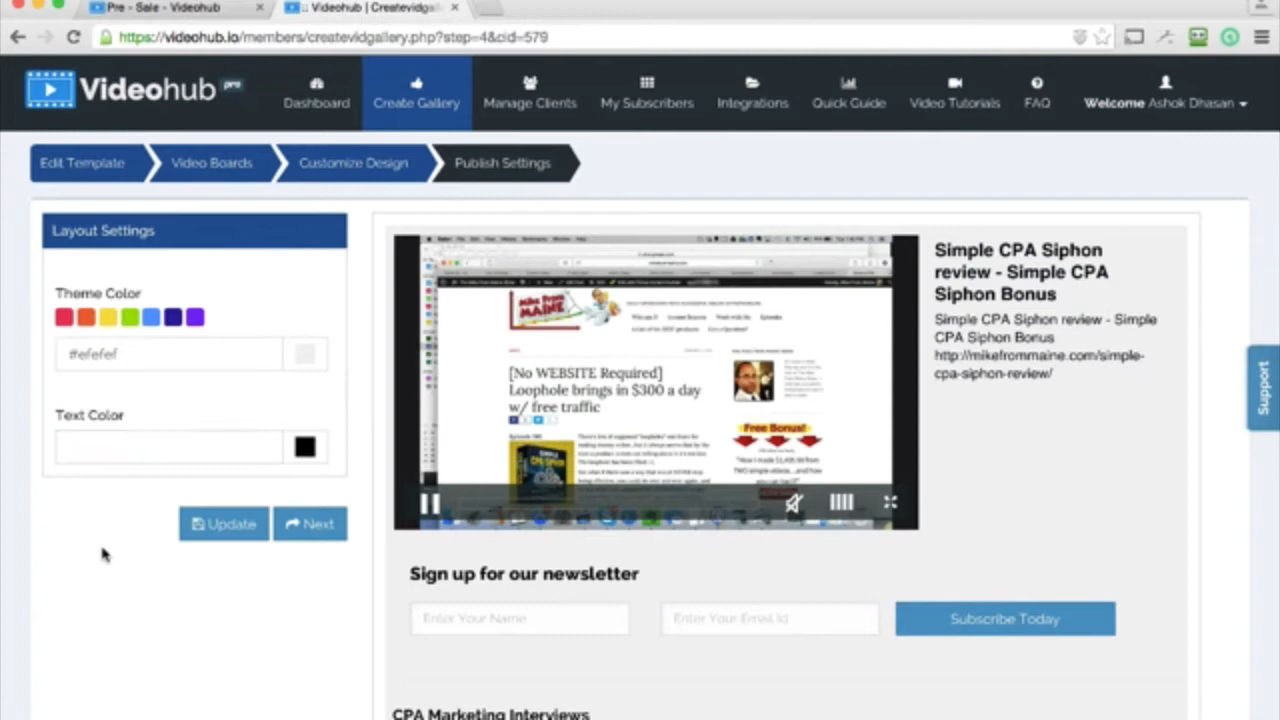 Pre - Sale - Videohub
:: Videohub | Createvidgall
https://videohub.io/members/createvidgallery.php?step=4&cid=579
Videohub pro
Dashboard
Create Gallery
Manage Clients
My Subscribers
Integrations
Quick Guide
Video Tutorials
FAQ
Welcome Ashok Dhasan
Edit Template
Video Boards
Customize Design
Publish Settings
Layout Settings
Theme Color
#efefef
Text Color
Update
Next
Mike From
MAINE
[No WEBSITE Required]
Loophole brings in $300 a day
w/ free traffic
Free Bonus!
Simple CPA Siphon
review - Simple CPA
Siphon Bonus
Simple CPA Siphon review - Simple
CPA Siphon Bonus
http://mikefrommaine.com/simple-
cpa-siphon-review/
Support
Sign up for our newsletter
Enter Your Name
Enter Your Email Id
Subscribe Today
CPA Marketing Interviews